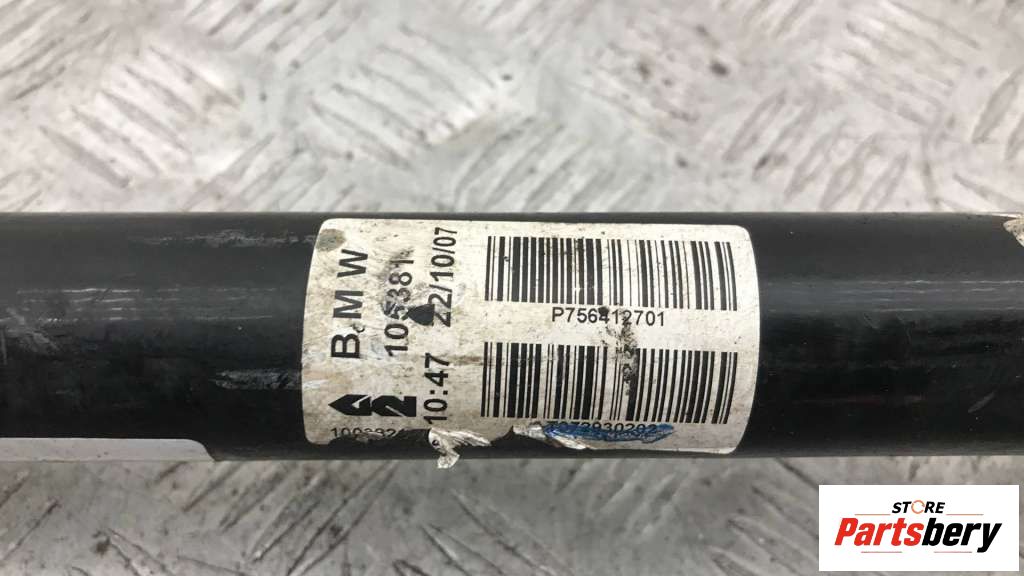 BMW
105381
10:47 22/10/07
P756412701
STORE
Partsbery